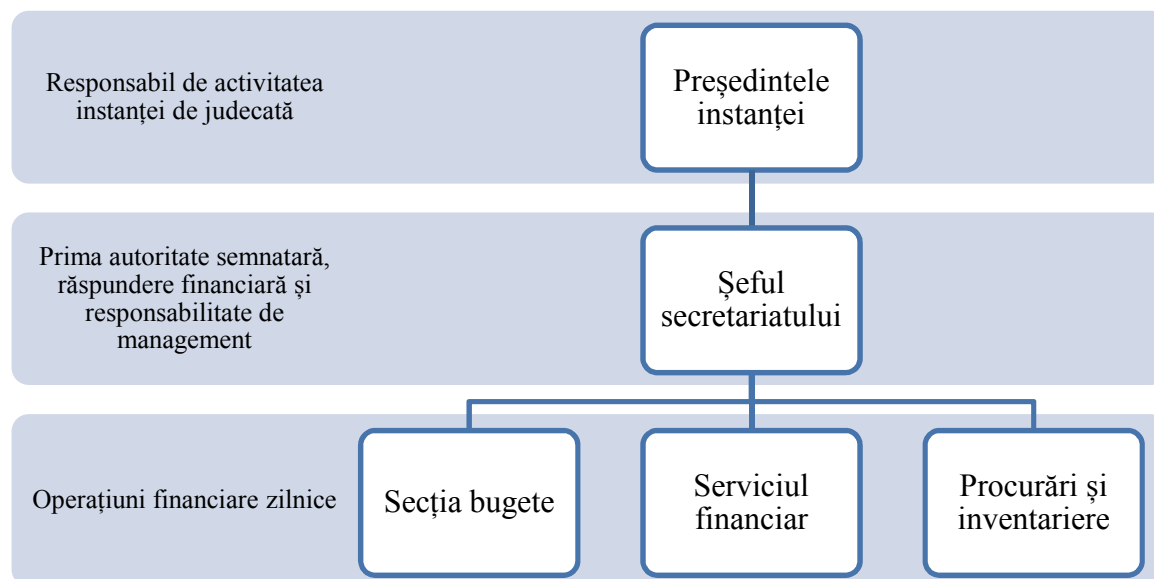 Responsabil de activitatea
instanței de judecată
Președintele
instanței
Prima autoritate semnatară,
răspundere financiară și
responsabilitate de
management
Șeful
secretariatului
Operațiuni financiare zilnice
Secția bugete
Serviciul
financiar
Procurări și
inventariere